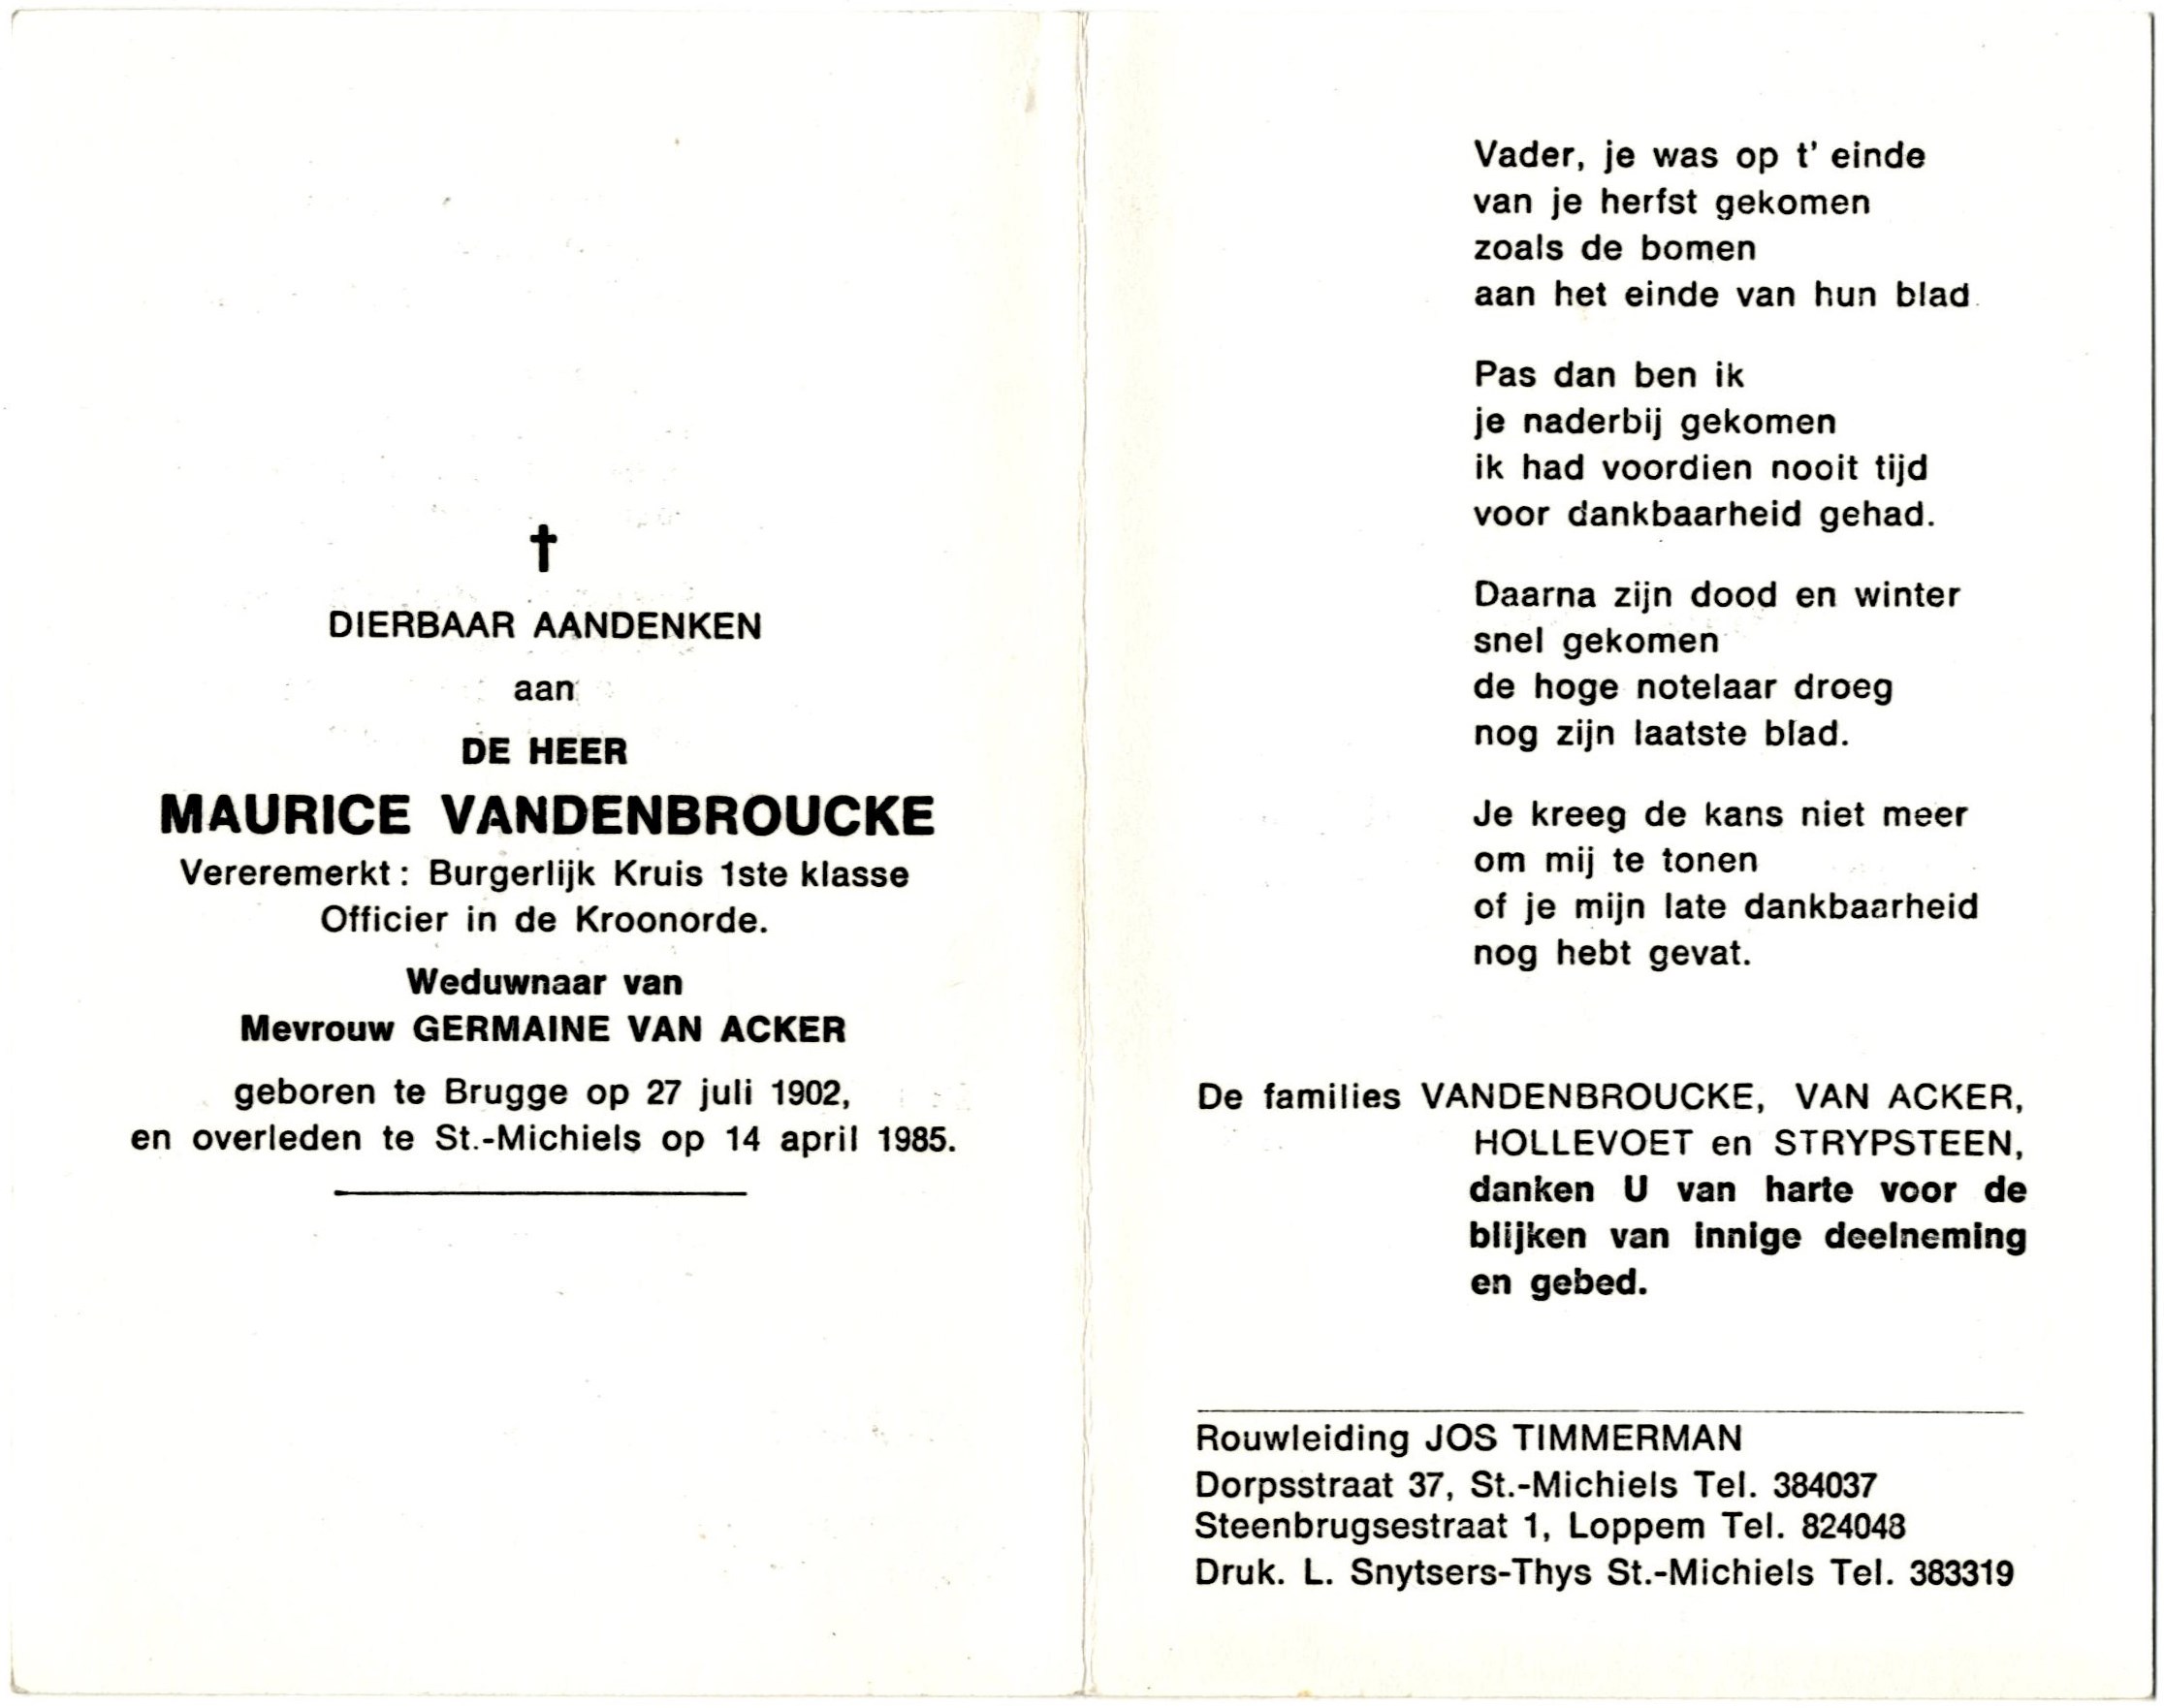 †
DIERBAAR AANDENKEN
aan
DE HEER
MAURICE VANDENBROUCKE
Vereremerkt : Burgerlijk Kruis 1ste klasse
Officier in de Kroonorde.
Weduwnaar van
Mevrouw GERMAINE VAN ACKER
geboren te Brugge op 27 juli 1902,
en overleden te St.-Michiels op 14 april 1985.
Vader, je was op t' einde
van je herfst gekomen
zoals de bomen
aan het einde van hun blad.
Pas dan ben ik
je naderbij gekomen
ik had voordien nooit tijd
voor dankbaarheid gehad.
Daarna zijn dood en winter
snel gekomen
de hoge notelaar droeg
nog zijn laatste blad.
Je kreeg de kans niet meer
om mij te tonen
of je mijn late dankbaarheid
nog hebt gevat.
De families VANDENBROUCKE, VAN ACKER,
HOLLEVOET en STRYPSTEEN,
danken U van harte voor de
blijken van innige deelneming
en gebed.
Rouwleiding JOS TIMMERMAN
Dorpsstraat 37, St.-Michiels Tel. 384037
Steenbrugsestraat 1, Loppem Tel. 824048
Druk. L. Snytsers-Thys St.-Michiels Tel. 383319